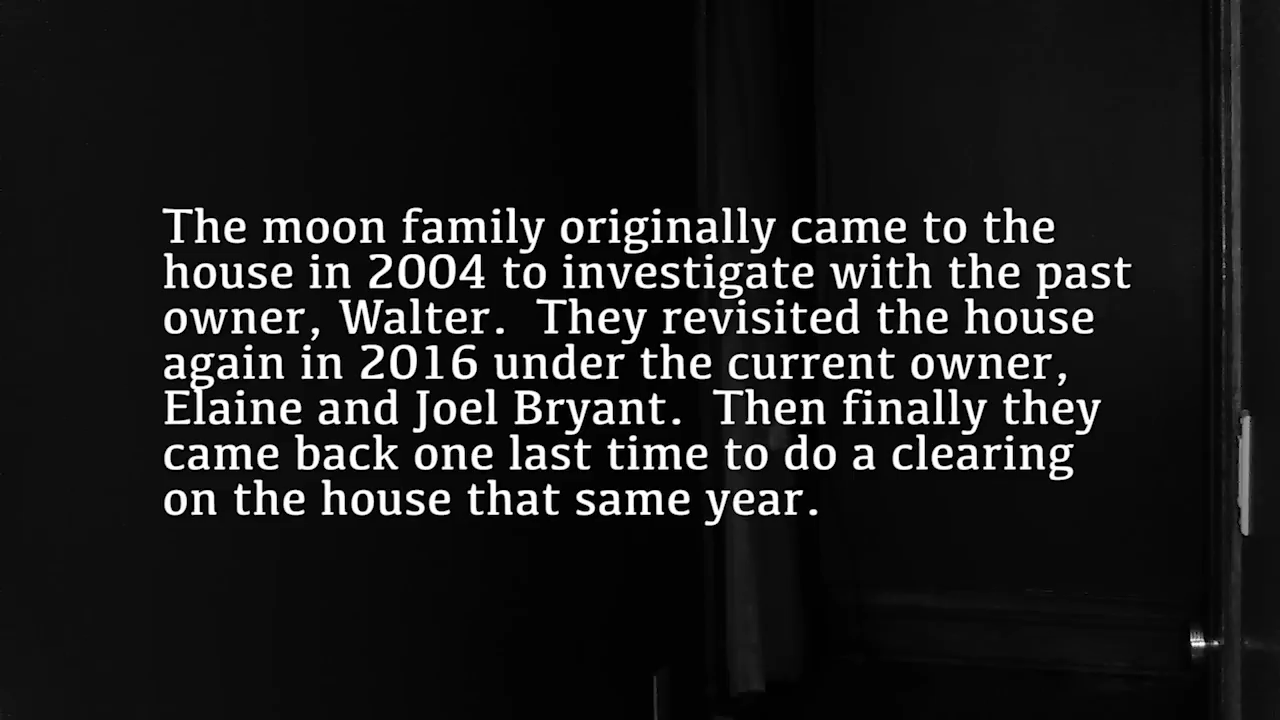 The moon family originally came to the
house in 2004 to investigate with the past
owner, Walter.  They revisited the house
again in 2016 under the current owner,
Elaine and Joel Bryant.  Then finally they
came back one last time to do a clearing
on the house that same year.